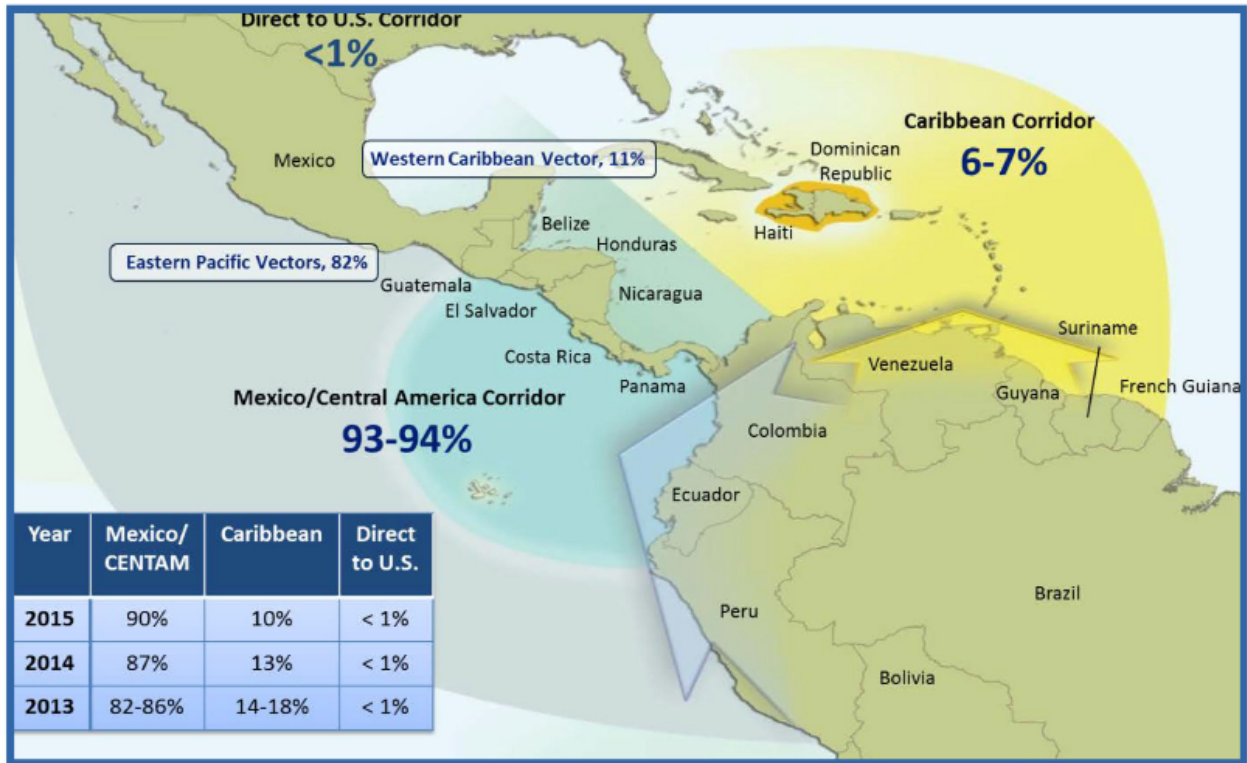 Direct to U.S. Corridor
<1%
Caribbean Corridor
6-7%
Western Caribbean Vector, 11%
Mexico
Dominican
Republic
Haiti
Belize
Honduras
Eastern Pacific Vectors, 82%
Guatemala
Nicaragua
El Salvador
Costa Rica
Panama
Suriname
Venezuela
Guyana
French Guiana
Mexico/Central America Corridor
93-94%
Colombia
Ecuador
Peru
Brazil
Bolivia
Year Mexico/ Caribbean Direct
CENTAM to U.S.
2015 90% 10% < 1%
2014 87% 13% < 1%
2013 82-86% 14-18% < 1%